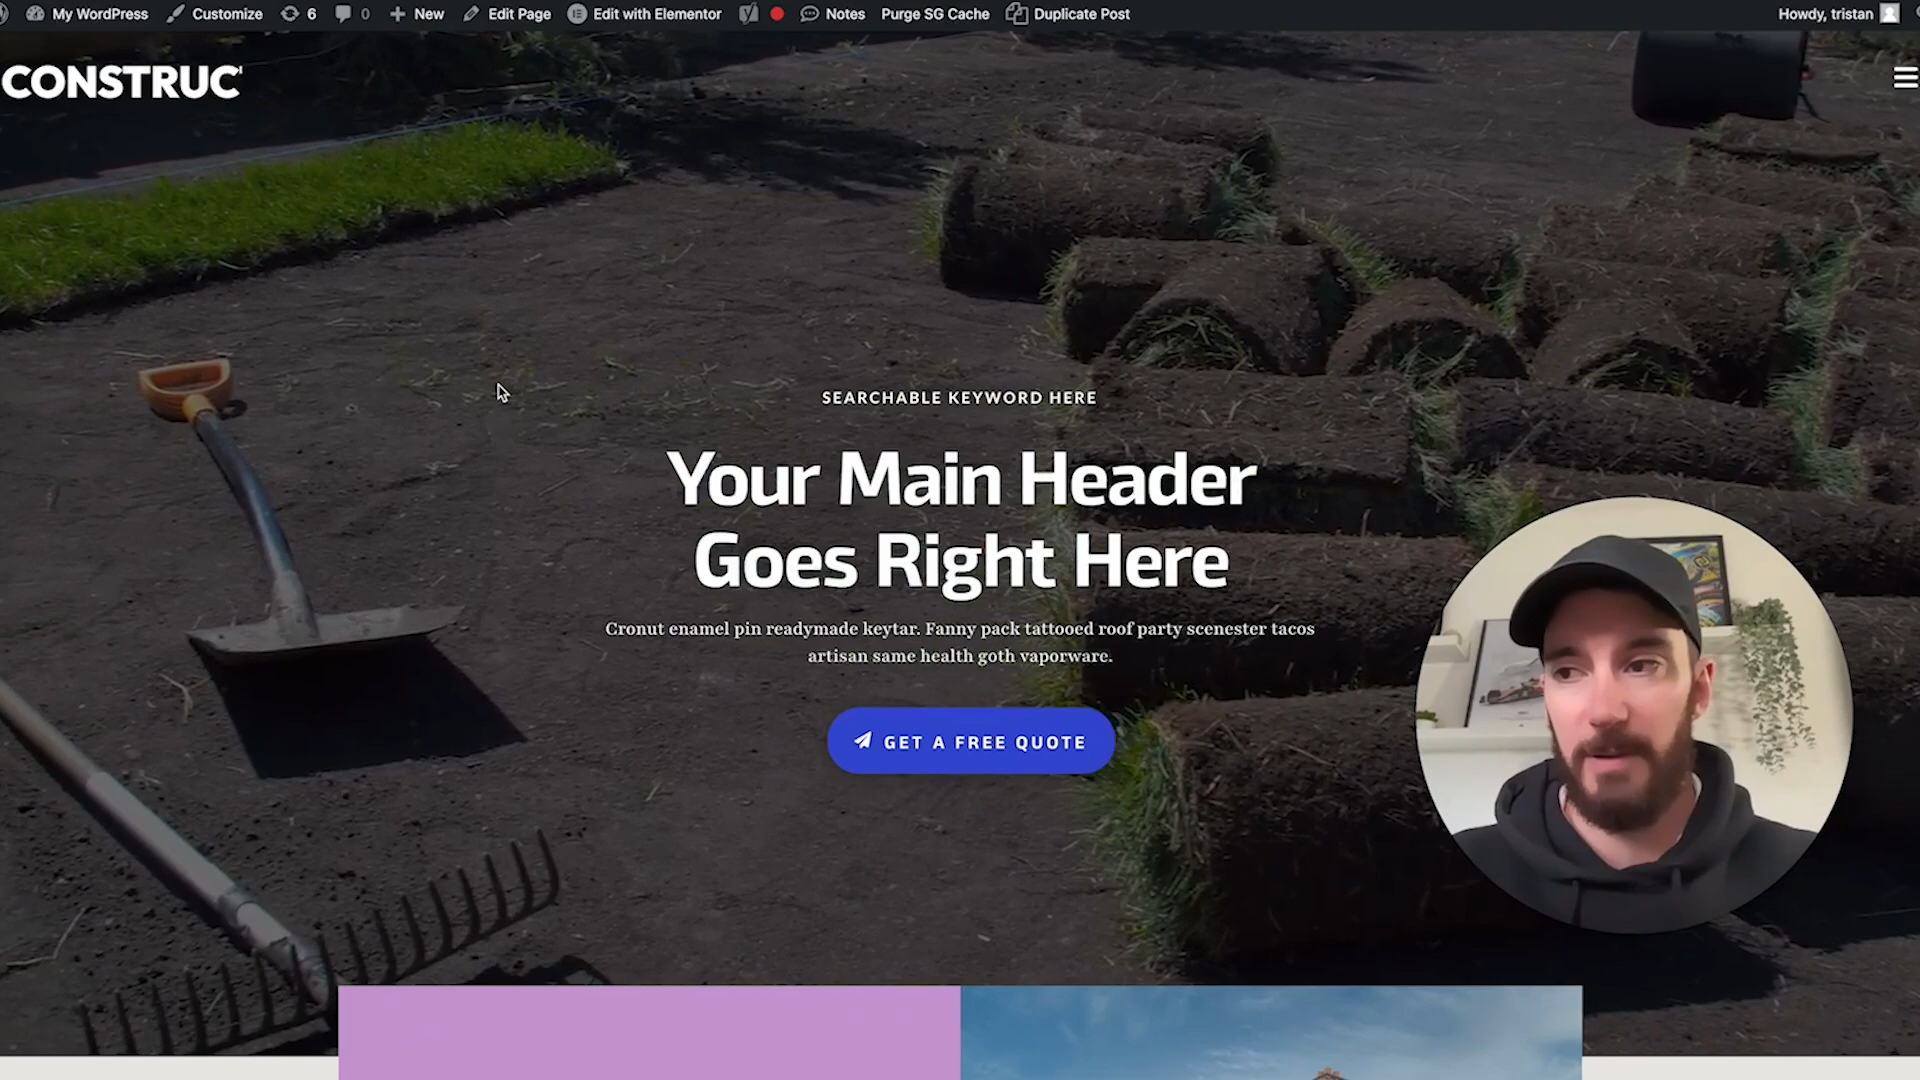 My WordPress Customize 6 0 New Edit Page Edit with Elementor Notes Purge SG Cache Duplicate Post Howdy, tristan
CONSTRUC
SEARCHABLE KEYWORD HERE
Your Main Header
Goes Right Here
Cronut enamel pin readymade keytar. Fanny pack tattooed roof party scenester tacos
artisan same health goth vaporware.
GET A FREE QUOTE